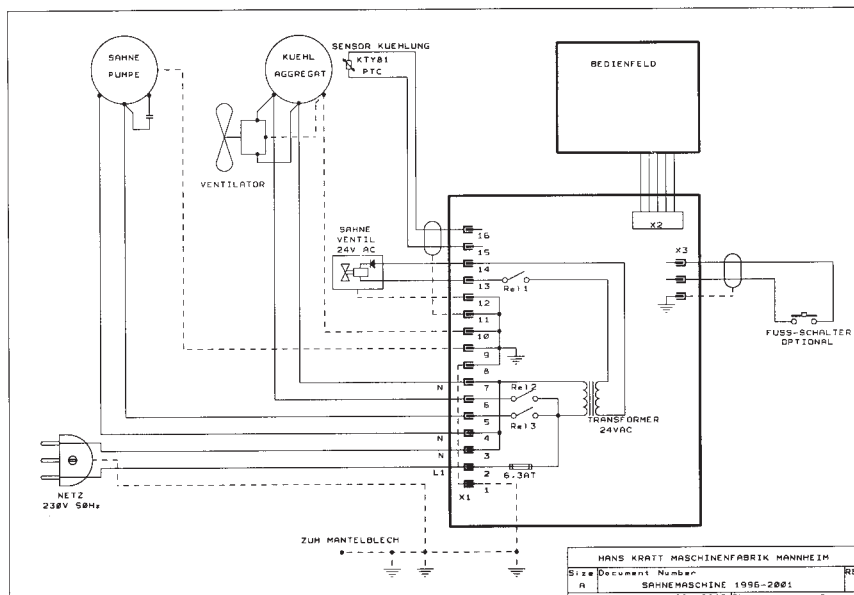 SAHNE
PUMPE
KUEHL
AGGREGAT
SENSOR KUEHLUNG
KTY81
PTC
BEDIENFELD
VENTILATOR
X2
SAHNE
VENTIL
24V AC
16
15
14
13
Rel1
12
11
10
9
8
7
N
Rel2
6
5
Rel3
N
4
N
3
L1
2
6,3AT
X1
1
TRANSFORMER
24VAC
X3
FUSS-SCHALTER
OPTIONAL
NETZ
230V 50Hz
ZUM MANTELBLECH
HANS KRATT MASCHINENFABRIK MANNHEIM
Size
Document Number
A
SAHNEMASCHINE 1996-2001